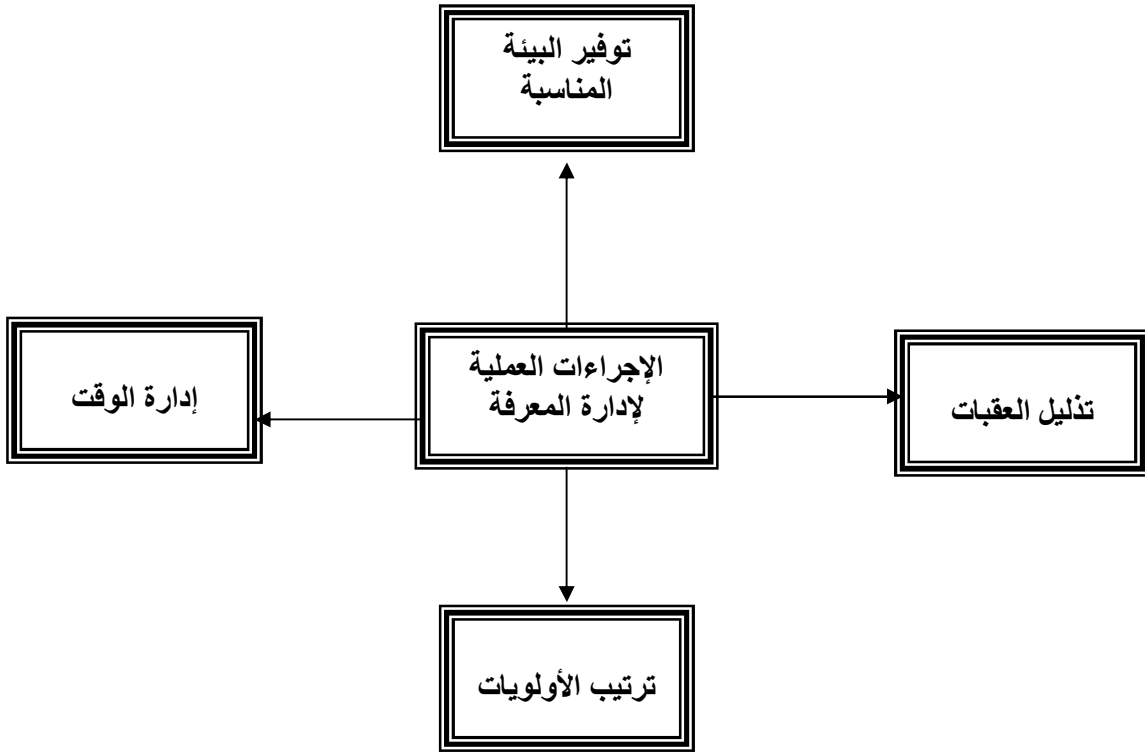 توفير البيئة
المناسبة
الإجراءات العملية
لإدارة المعرفة
تذليل العقبات
إدارة الوقت
ترتيب الأولويات